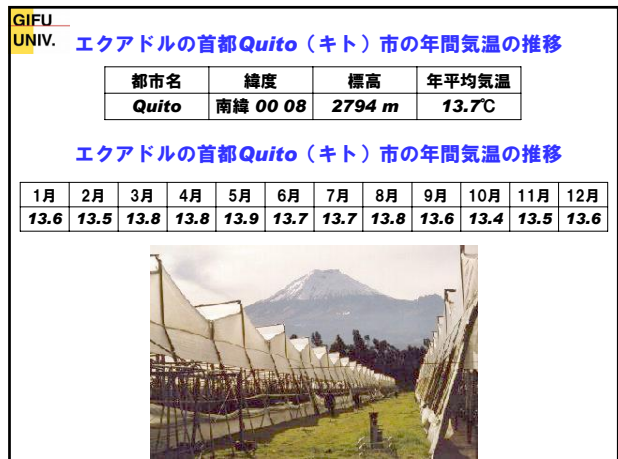 GIFU
UNIV.
エクアドルの首都Quito（キト）市の年間気温の推移
都市名 緯度 標高 年平均気温
Quito 南緯 00 08 2794 m 13.7℃
エクアドルの首都Quito（キト）市の年間気温の推移
1月 2月 3月 4月 5月 6月 7月 8月 9月 10月 11月 12月
13.6 13.5 13.8 13.8 13.9 13.7 13.7 13.8 13.6 13.4 13.5 13.6